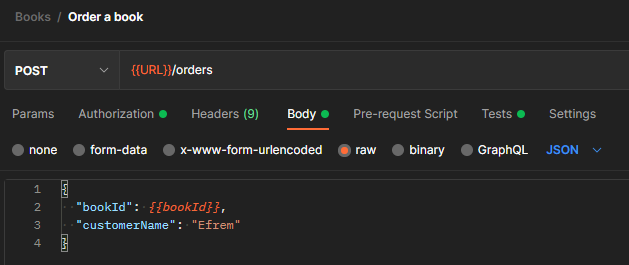 Books / Order a book
POST {{URL}}/orders
Params Authorization Headers (9) Body Pre-request Script Tests Settings
none form-data x-www-form-urlencoded raw binary GraphQL JSON
1 {
2 "bookId": {{bookId}},
3 "customerName": "Efrem"
4 }